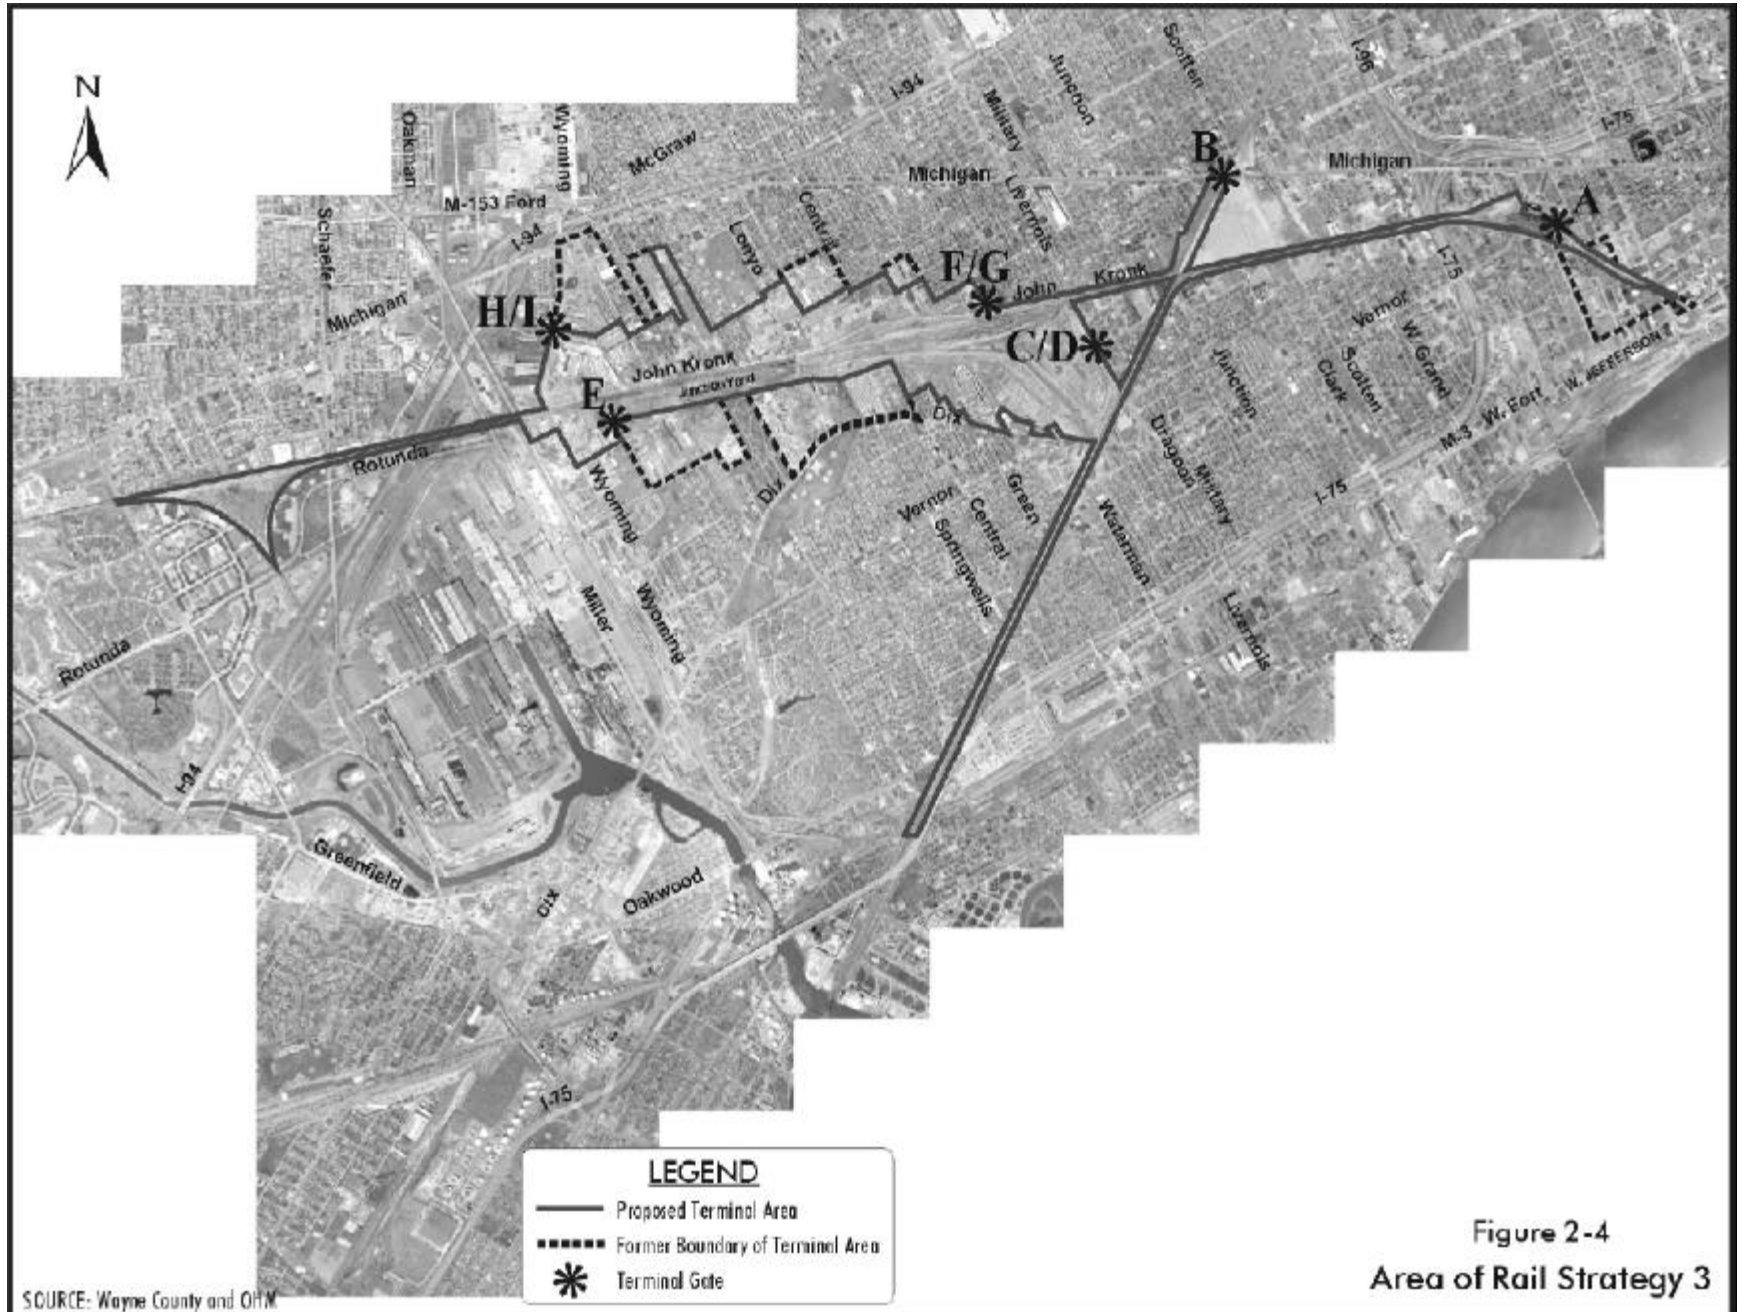 N
Oakman
Wyoming
McGraw
I-94
Military
Junction
Scotten
I-96
I-75
M-153 Ford
Schaefer
I-94
Michigan
Lonyo
Central
Michigan
Livernois
B
Michigan
A
H/I
F/G
John
Kronk
C/D
I-75
Vernor
W. Grand
Scotten
Clark
Junction
W. JEFFERSON
M-3
W. Fort
John Kronk
Junction Yard
E
Rotunda
Wyoming
Dix
Dix
Dragoon
Military
I-75
Vernor
Springwells
Central
Green
Waterman
Livernois
Miller
Wyoming
Rotunda
I-94
Greenfield
Dix
Oakwood
I-75
LEGEND
Proposed Terminal Area
Former Boundary of Terminal Area
Terminal Gate
Figure 2-4
Area of Rail Strategy 3
SOURCE: Wayne County and OHM